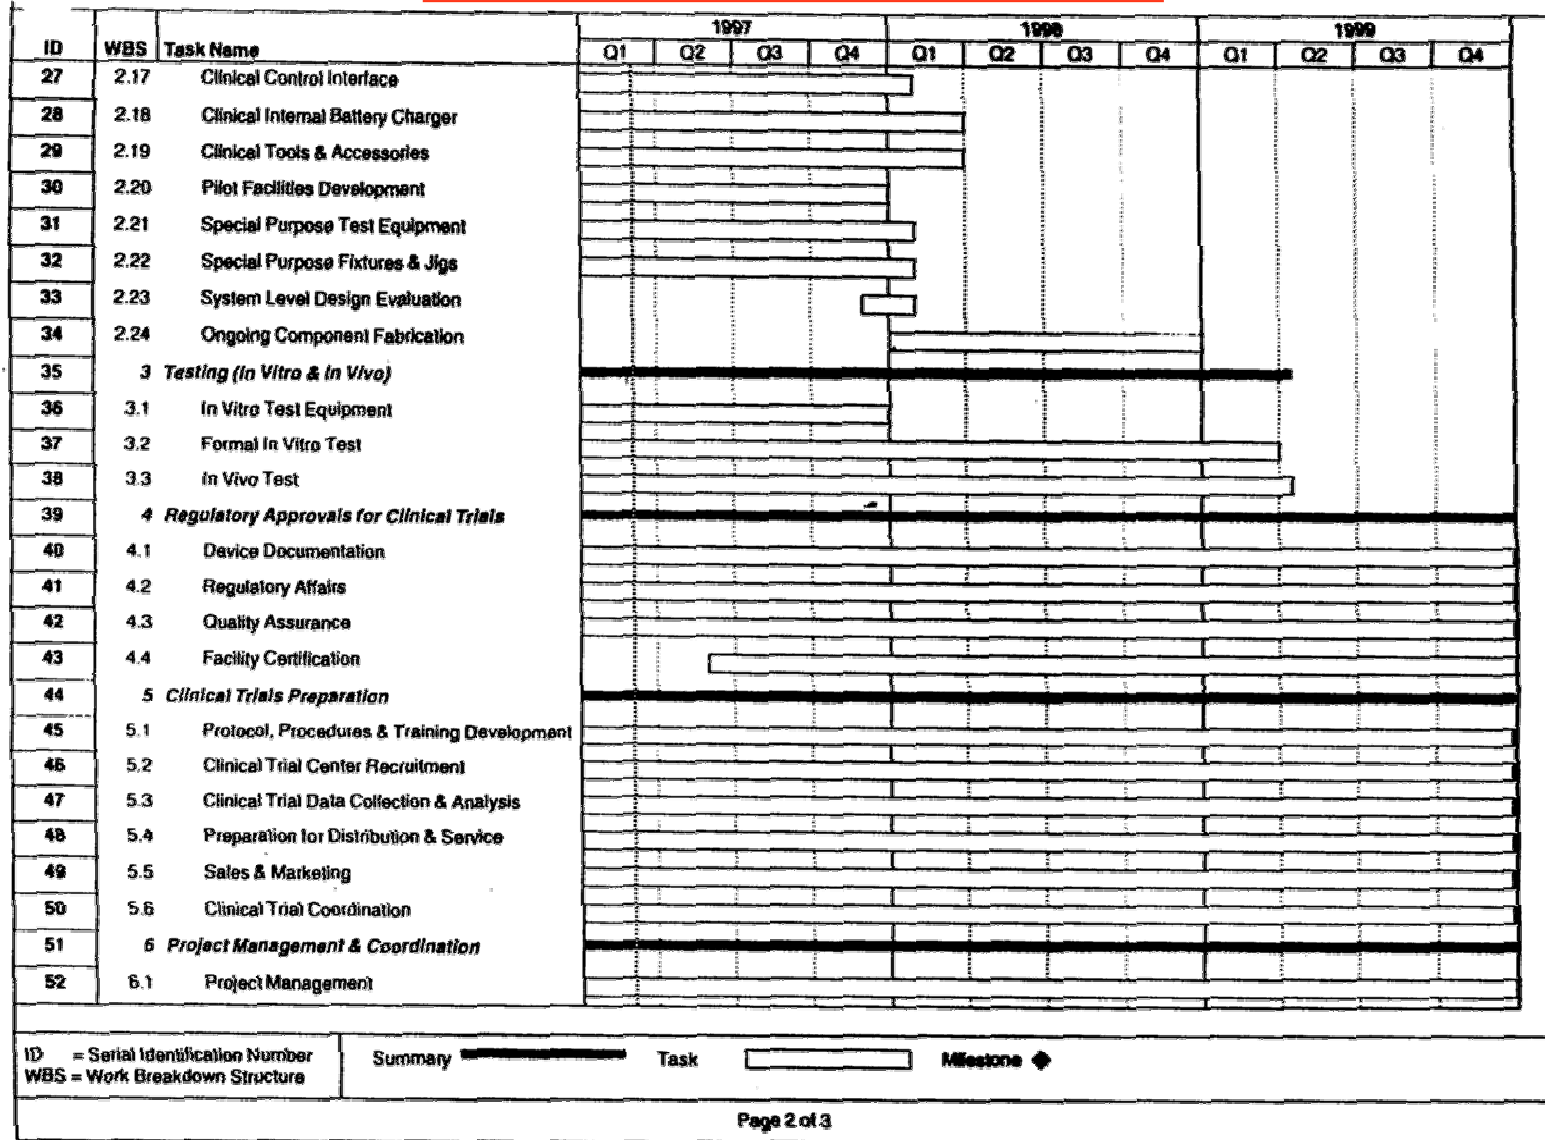 1997 1998 1999
ID WBS Task Name Q1 Q2 Q3 Q4 Q1 Q2 Q3 Q4 Q1 Q2 Q3 Q4
27 2.17 Clinical Control Interface
28 2.18 Clinical Internal Battery Charger
29 2.19 Clinical Tools & Accessories
30 2.20 Pilot Facilities Development
31 2.21 Special Purpose Test Equipment
32 2.22 Special Purpose Fixtures & Jigs
33 2.23 System Level Design Evaluation
34 2.24 Ongoing Component Fabrication
35 3 Testing (In Vitro & In Vivo)
36 3.1 In Vitro Test Equipment
37 3.2 Formal In Vitro Test
38 3.3 In Vivo Test
39 4 Regulatory Approvals for Clinical Trials
40 4.1 Device Documentation
41 4.2 Regulatory Affairs
42 4.3 Quality Assurance
43 4.4 Facility Certification
44 5 Clinical Trials Preparation
45 5.1 Protocol, Procedures & Training Development
46 5.2 Clinical Trial Center Recruitment
47 5.3 Clinical Trial Data Collection & Analysis
48 5.4 Preparation for Distribution & Service
49 5.5 Sales & Marketing
50 5.6 Clinical Trial Coordination
51 6 Project Management & Coordination
52 6.1 Project Management
ID = Serial Identification Number Summary Task Milestone
WBS = Work Breakdown Structure
Page 2 of 3